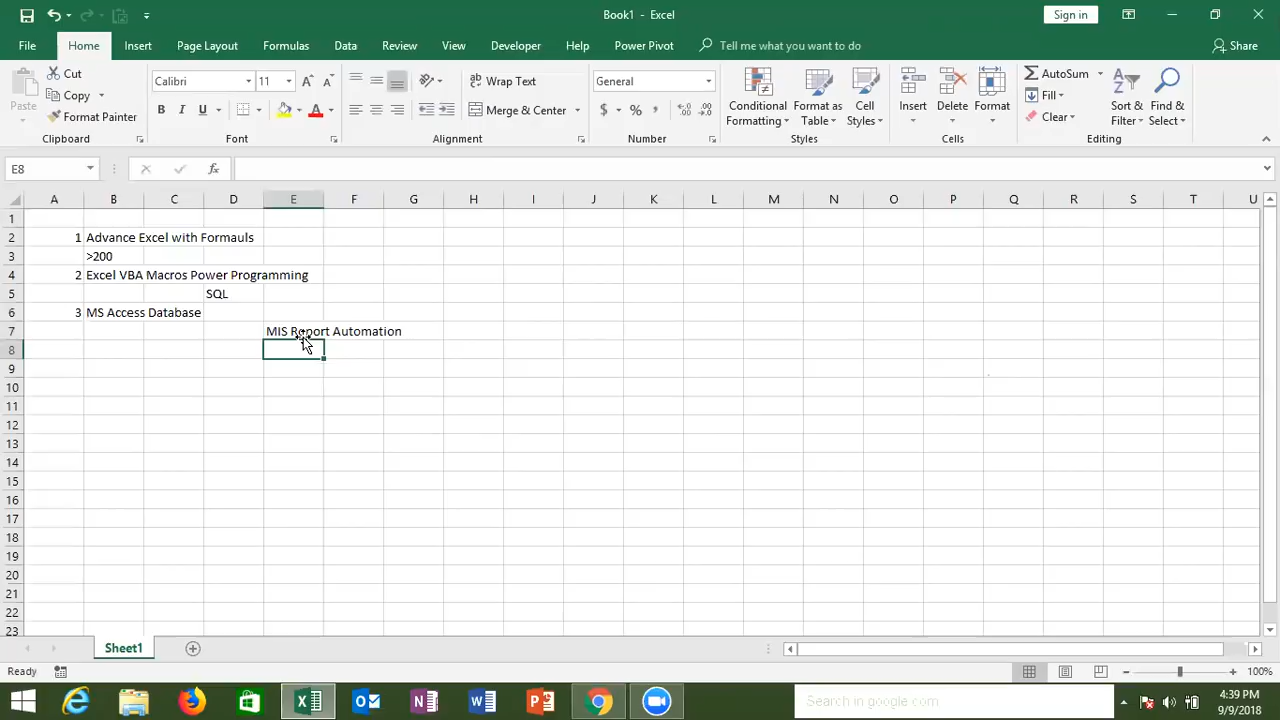 Book1 - Excel
Sign in
File Home Insert Page Layout Formulas Data Review View Developer Help Power Pivot Tell me what you want to do Share
Paste Cut Copy Format Painter
Clipboard
Calibri 11
B I U A
Font
Wrap Text
Merge & Center
Alignment
General
$ % ,
Number
Conditional Formatting Format as Table Cell Styles
Styles
Insert Delete Format
Cells
AutoSum Fill Clear
Sort & Filter Find & Select
Editing
E8 fx
A B C D E F G H I J K L M N O P Q R S T U
1
2 1 Advance Excel with Formauls
3 >200
4 2 Excel VBA Macros Power Programming
5 SQL
6 3 MS Access Database
7 MIS Report Automation
8
9
10
11
12
13
14
15
16
17
18
19
20
21
22
23
Sheet1
Ready 100%
Search in google.com
4:39 PM
9/9/2018